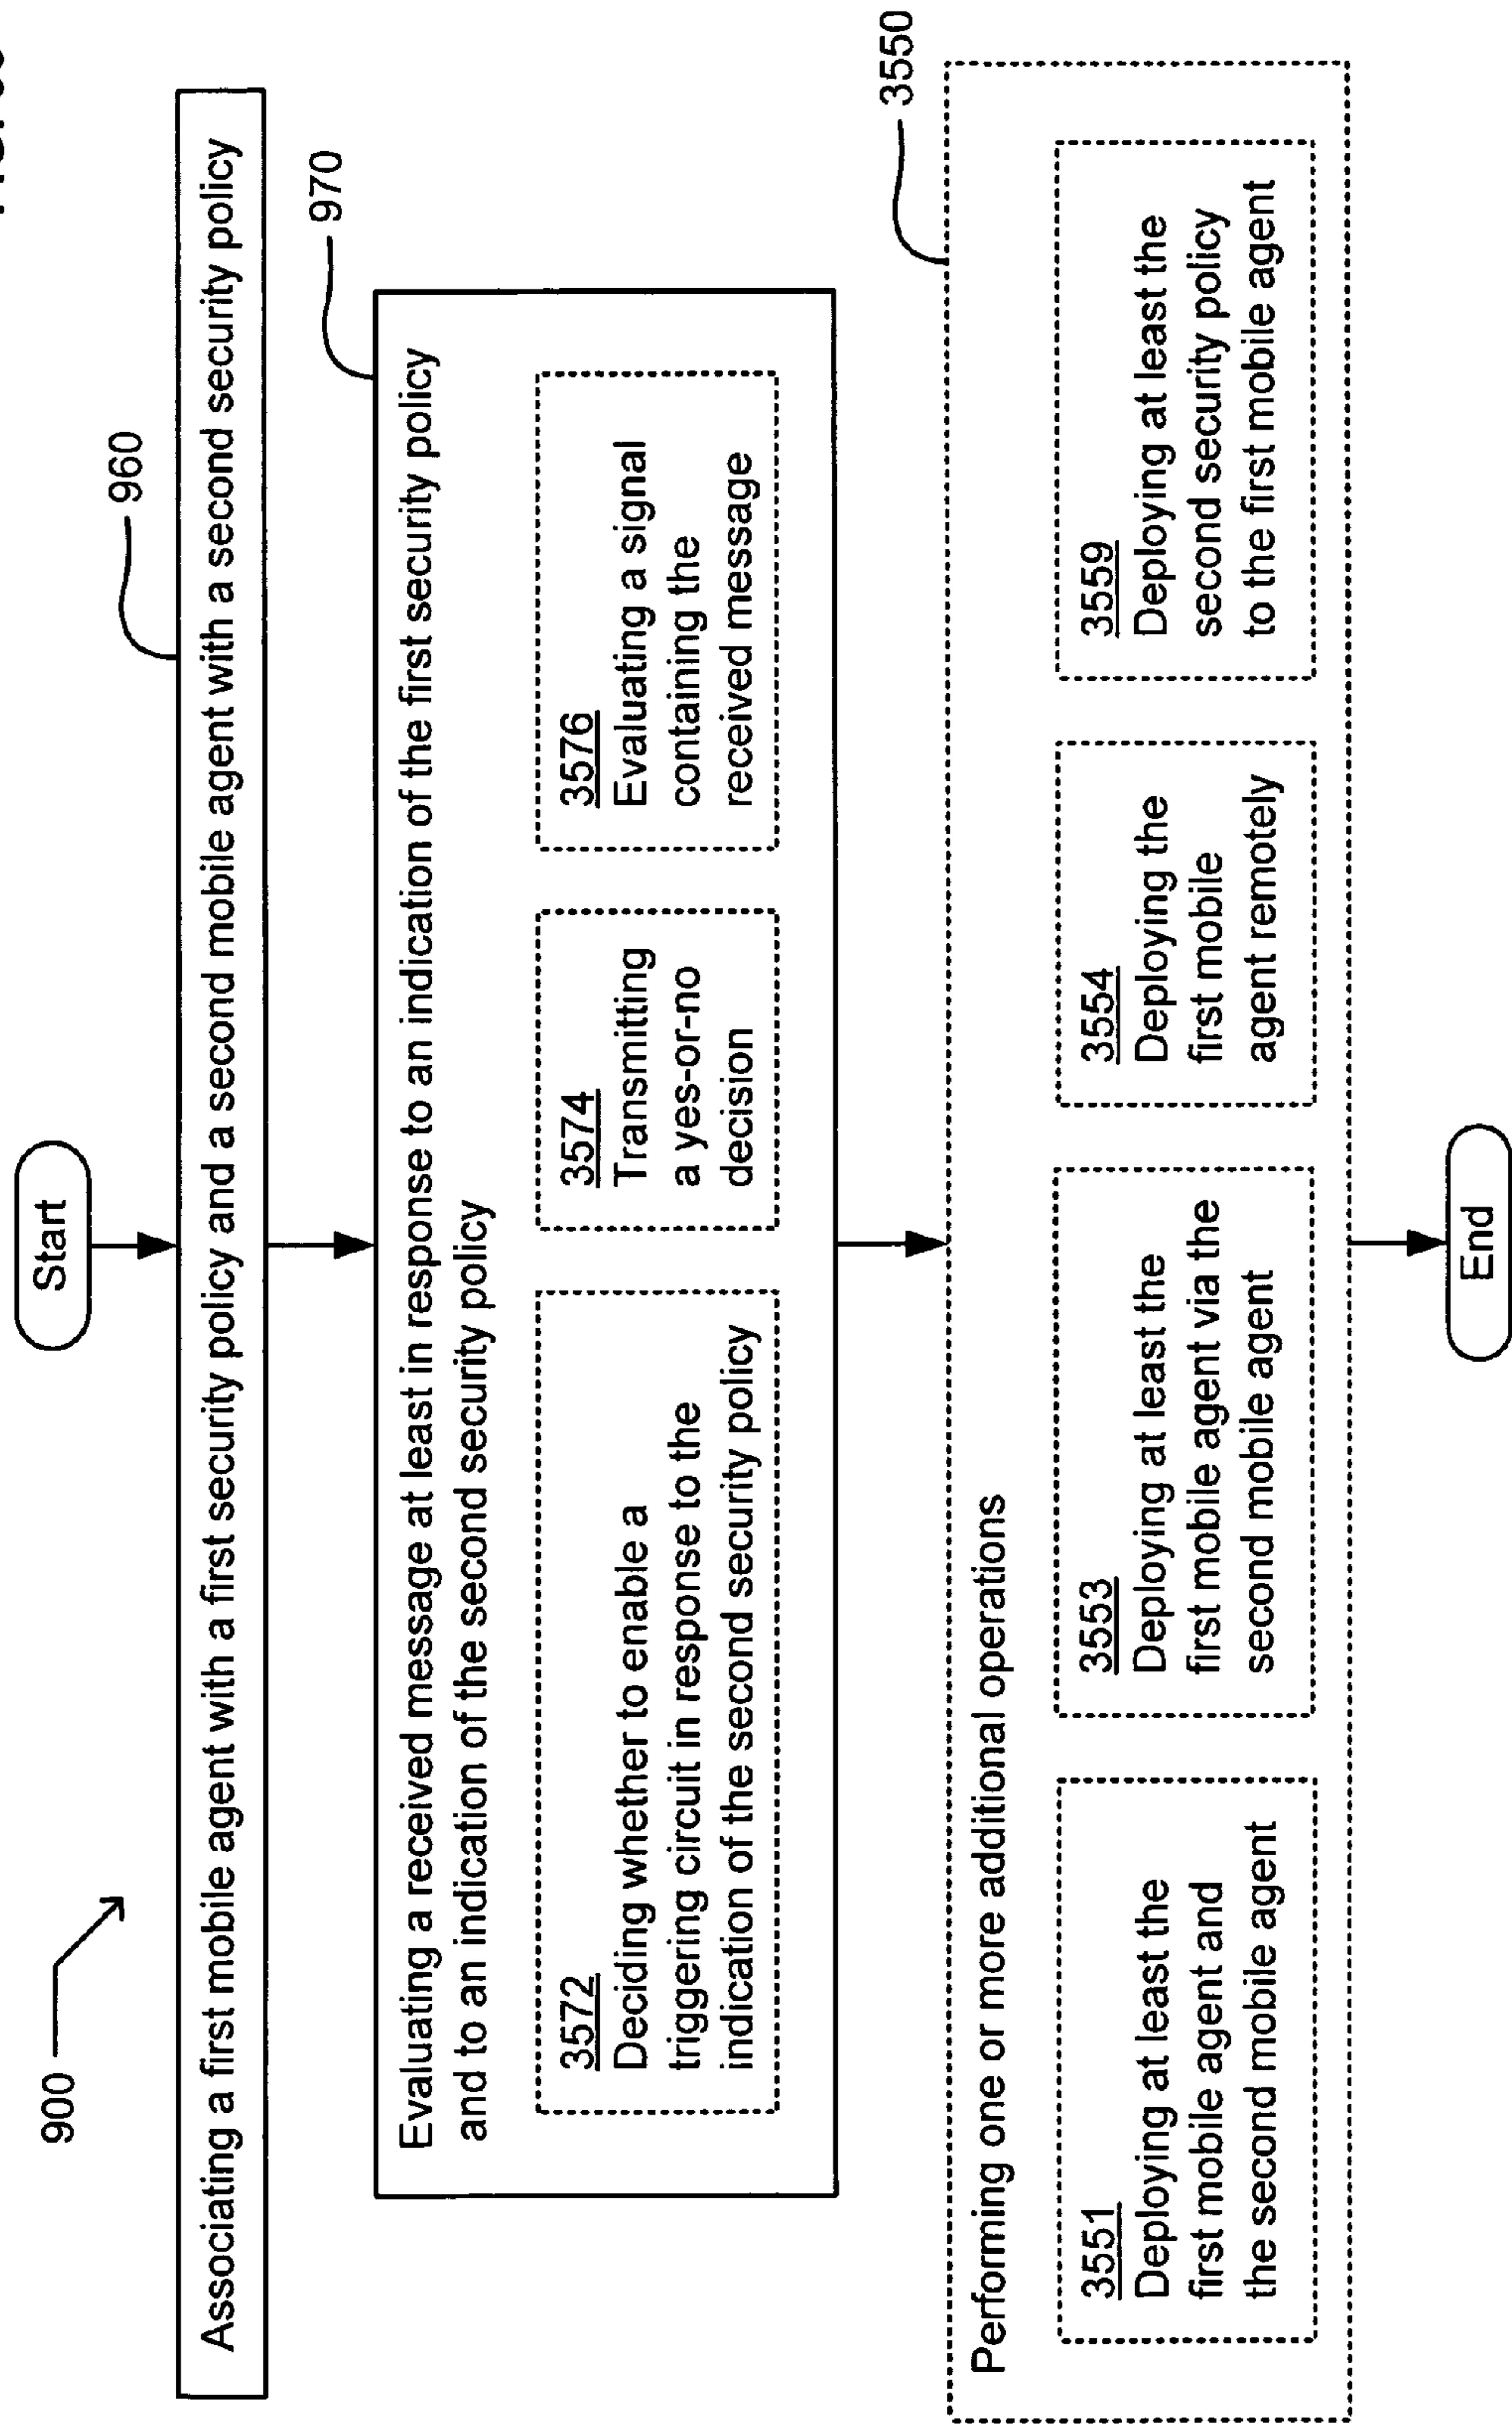 Start
900
960
Associating a first mobile agent with a first security policy and a second mobile agent with a second security policy
970
Evaluating a received message at least in response to an indication of the first security policy
and to an indication of the second security policy
3572
Deciding whether to enable a
triggering circuit in response to the
indication of the second security policy
3574
Transmitting
a yes-or-no
decision
3576
Evaluating a signal
containing the
received message
3550
Performing one or more additional operations
3551
Deploying at least the
first mobile agent and
the second mobile agent
3553
Deploying at least the
first mobile agent via the
second mobile agent
3554
Deploying the
first mobile
agent remotely
3559
Deploying at least the
second security policy
to the first mobile agent
End